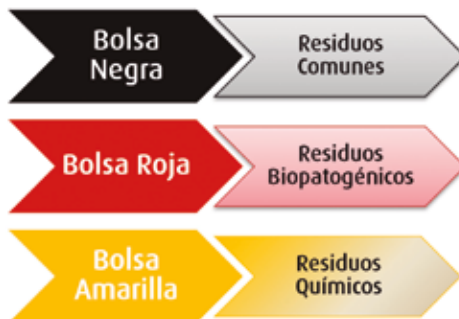 Bolsa
Negra
Residuos
Comunes
Bolsa Roja
Residuos
Biopatogénicos
Bolsa
Amarilla
Residuos
Químicos